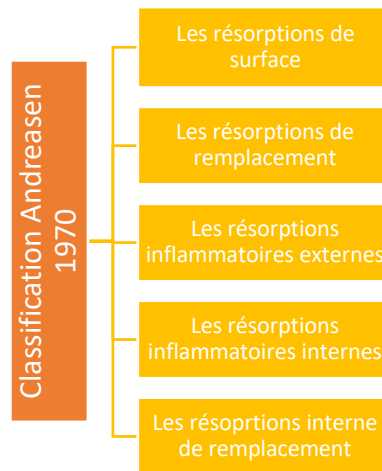 Classification Andreasen
1970
Les résorptions de
surface
Les résorptions de
remplacement
Les résorptions
inflammatoires externes
Les résorptions
inflammatoires internes
Les résoprtions interne
de remplacement